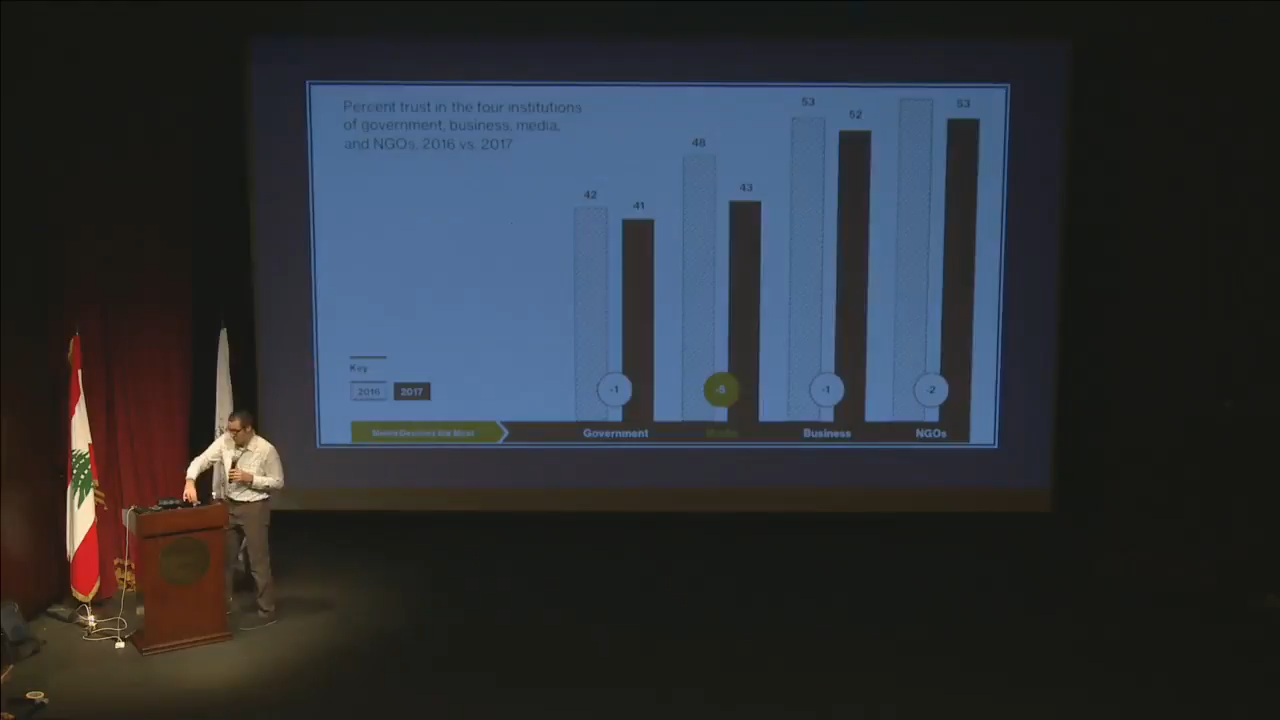 Percent trust in the four institutions
of government, business, media,
and NGOs, 2016 vs. 2017
53
52
53
48
43
42
41
Key
2016
2017
-1
-5
-1
-2
Government
Media
Business
NGOs